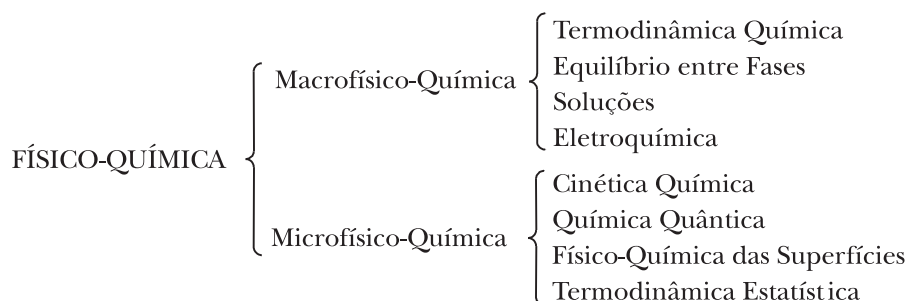 FÍSICO-QUÍMICA
Macrofísico-Química
Termodinâmica Química
Equilíbrio entre Fases
Soluções
Eletroquímica
Microfísico-Química
Cinética Química
Química Quântica
Físico-Química das Superfícies
Termodinâmica Estatística